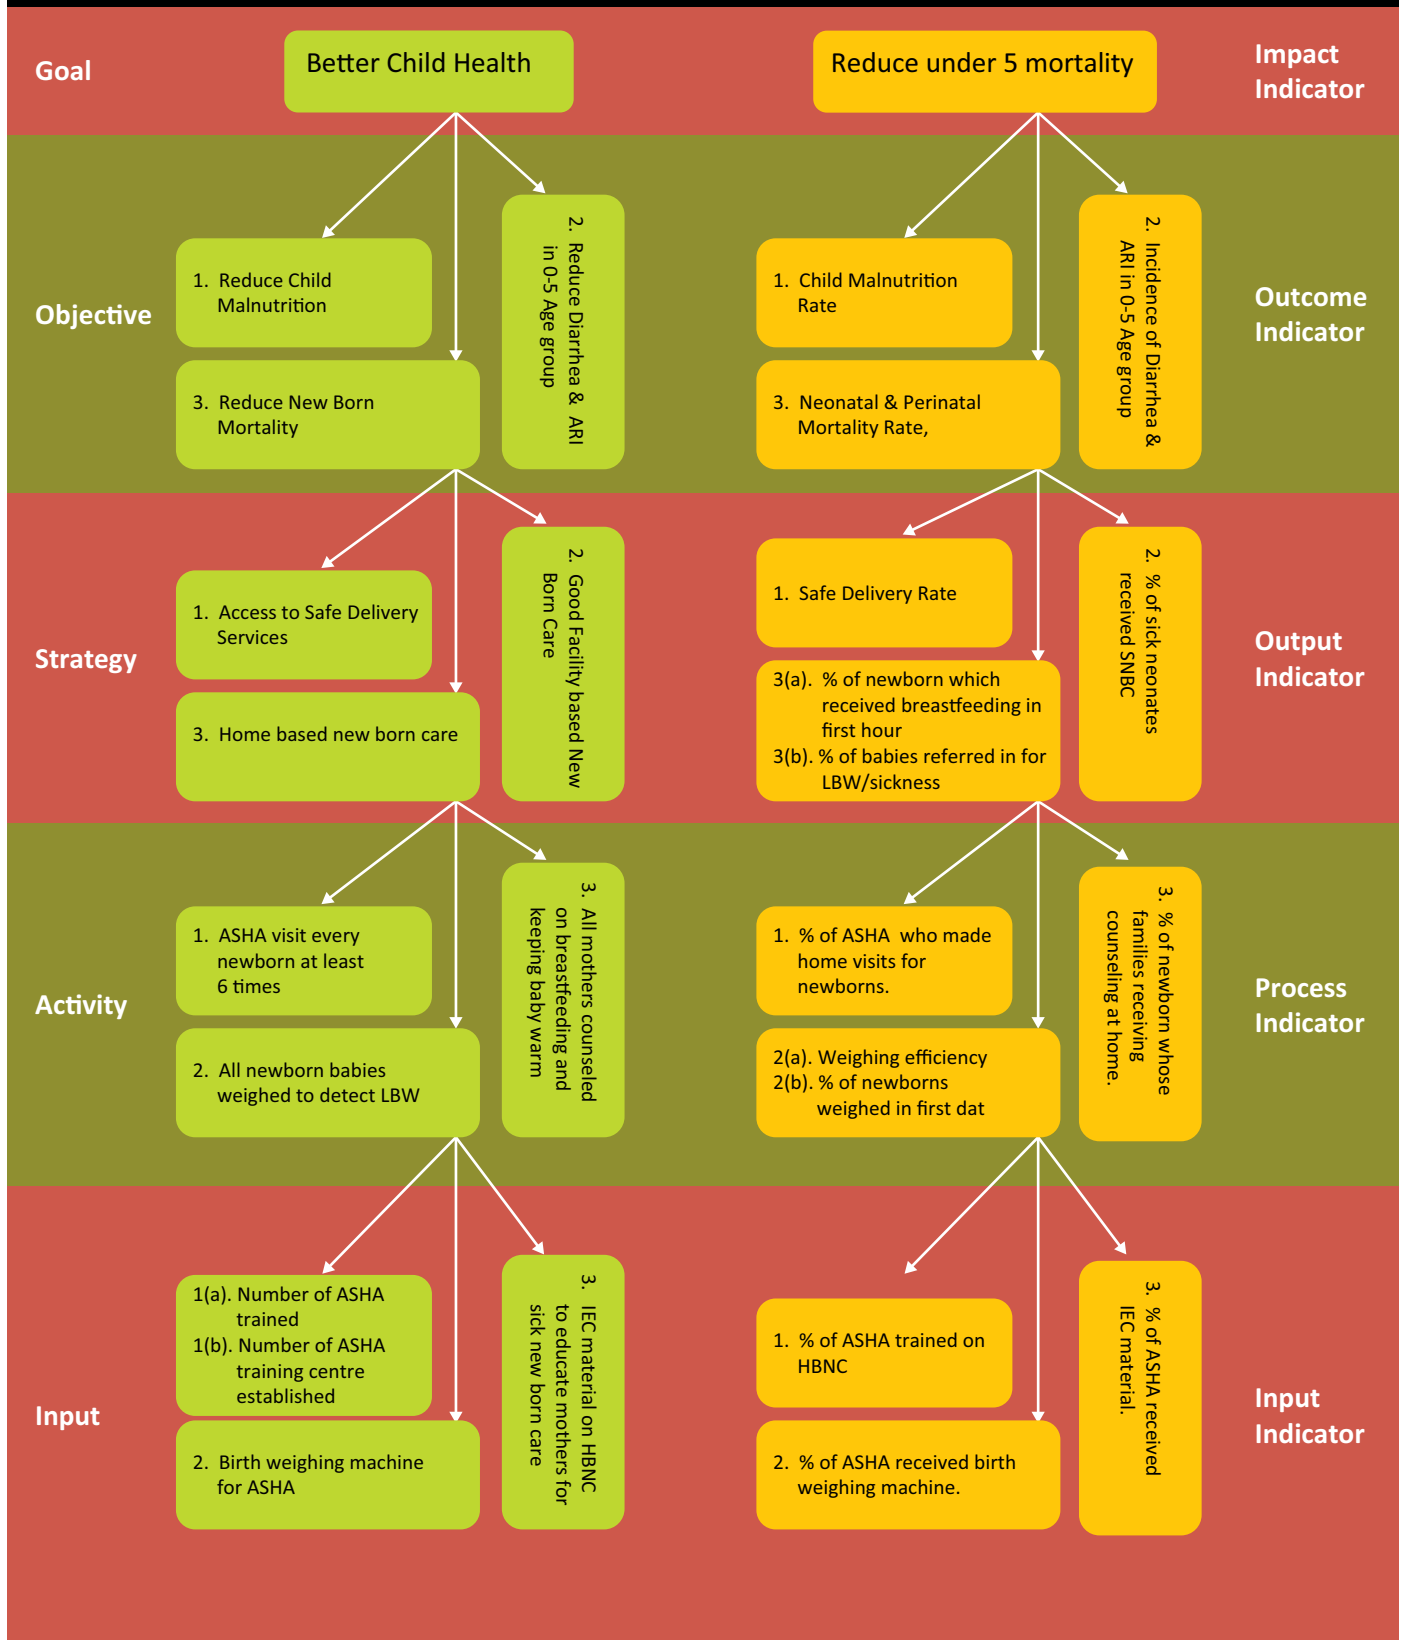 Goal
Better Child Health
Reduce under 5 mortality
Impact
Indicator
Objective
1. Reduce Child
Malnutrition
2. Reduce Diarrhea & ARI
in 0-5 Age group
3. Reduce New Born
Mortality
1. Child Malnutrition
Rate
2. Incidence of Diarrhea &
ARI in 0-5 Age group
3. Neonatal & Perinatal
Mortality Rate,
Outcome
Indicator
Strategy
1. Access to Safe Delivery
Services
2. Good Facility based New
Born Care
3. Home based new born care
1. Safe Delivery Rate
2. % of sick neonates
received SNBC
3(a). % of newborn which
received breastfeeding in
first hour
3(b). % of babies referred in for
LBW/sickness
Output
Indicator
Activity
1. ASHA visit every
newborn at least
6 times
2. All newborn babies
weighed to detect LBW
3. All mothers counseled
on breastfeeding and
keeping baby warm
1. % of ASHA who made
home visits for
newborns.
2(a). Weighing efficiency
2(b). % of newborns
weighed in first dat
3. % of newborn whose
families receiving
counseling at home.
Process
Indicator
Input
1(a). Number of ASHA
trained
1(b). Number of ASHA
training centre
established
2. Birth weighing machine
for ASHA
3. IEC material on HBNC
to educate mothers for
sick new born care
1. % of ASHA trained on
HBNC
2. % of ASHA received birth
weighing machine.
3. % of ASHA received
IEC material.
Input
Indicator